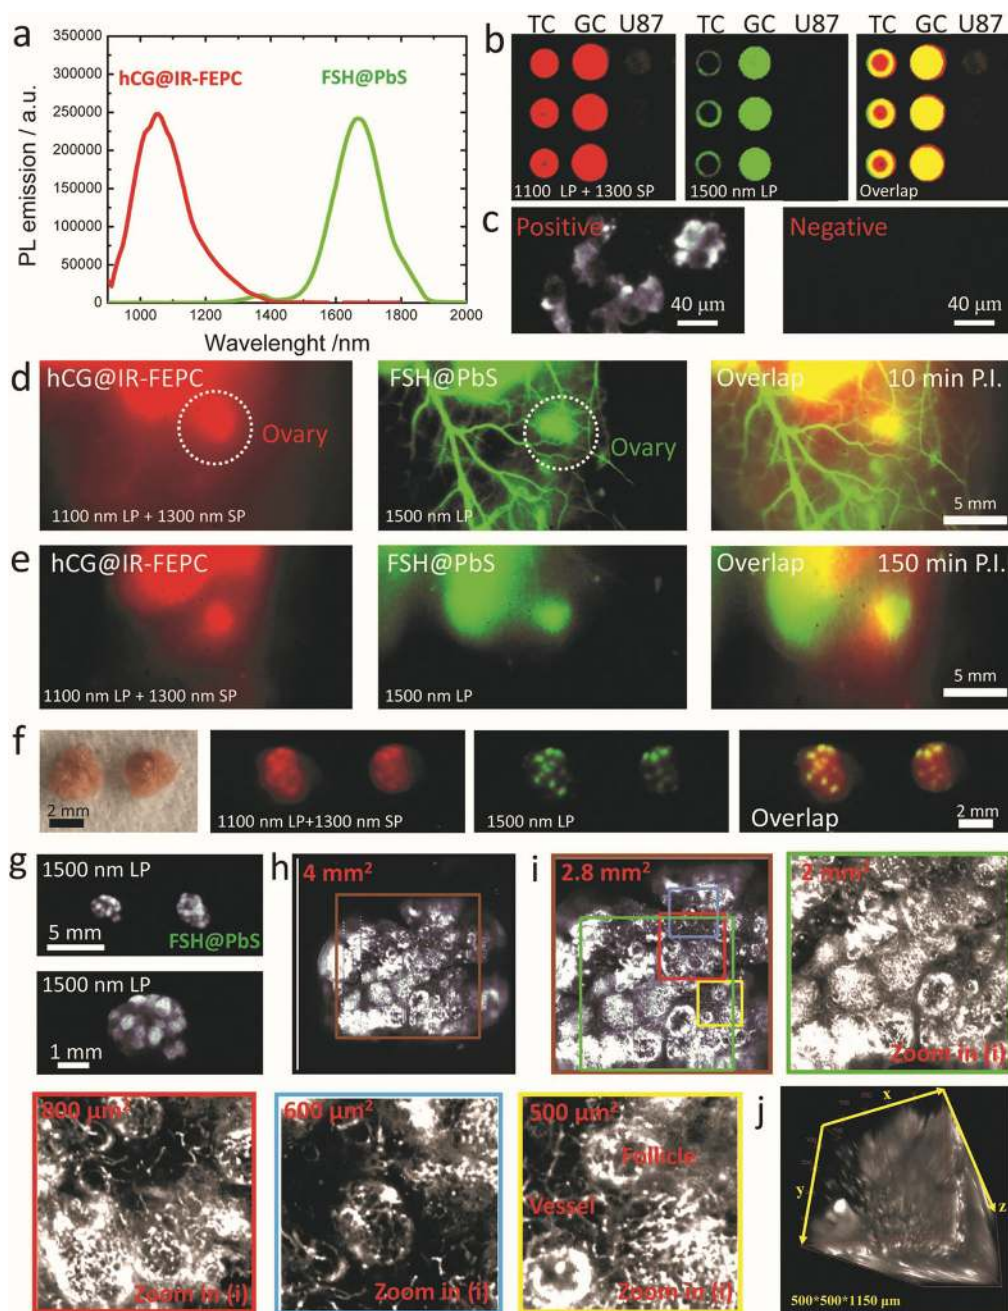 a
350000
300000
250000
200000
150000
100000
50000
0
PL emission / a.u.
hCG@IR-FEPC
FSH@PbS
1000 1200 1400 1600 1800 2000
Wavelenght /nm
b
TC GC U87
TC GC U87
TC GC U87
1100 LP + 1300 SP
1500 nm LP
Overlap
c
Positive
40 µm
Negative
40 µm
d
hCG@IR-FEPC
Ovary
1100 nm LP + 1300 nm SP
FSH@PbS
Ovary
1500 nm LP
Overlap 10 min P.I.
5 mm
e
hCG@IR-FEPC
1100 nm LP + 1300 nm SP
FSH@PbS
1500 nm LP
Overlap 150 min P.I.
5 mm
f
2 mm
1100 nm LP+1300 nm SP
1500 nm LP
Overlap
2 mm
g
1500 nm LP
5 mm
FSH@PbS
1500 nm LP
1 mm
h
4 mm²
i
2.8 mm²
2 mm²
Zoom in (i)
800 µm²
Zoom in (i)
600 µm²
Zoom in (i)
500 µm²
Follicle
Vessel
Zoom in (i)
j
x
y
z
500*500*1150 µm